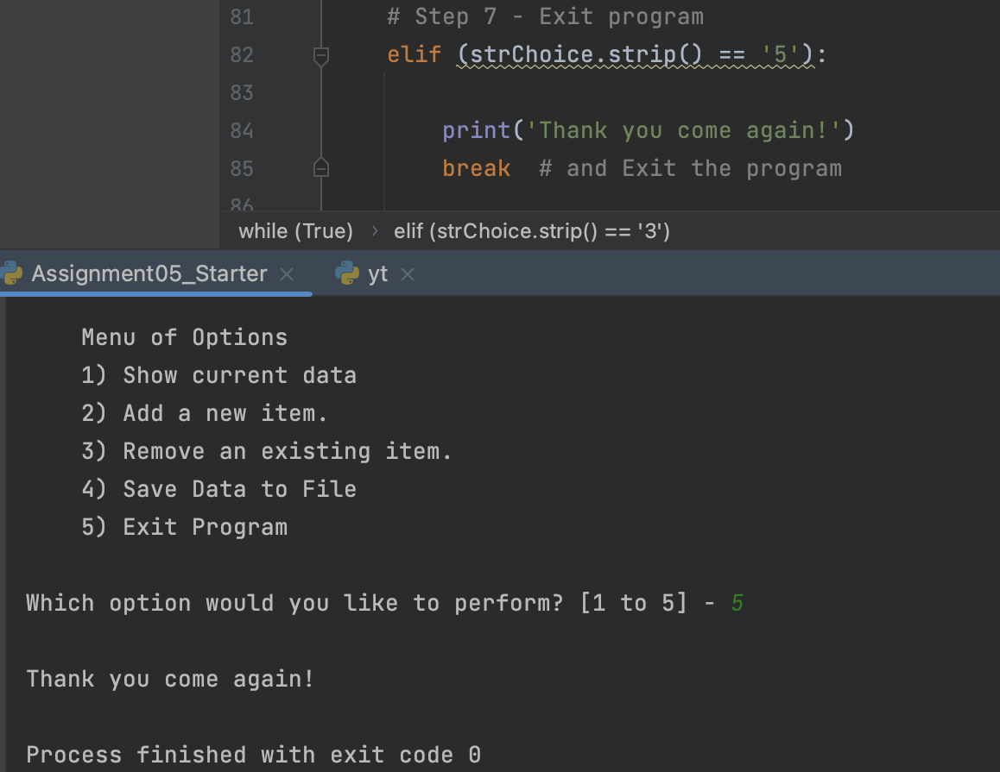 81 # Step 7 - Exit program
82 elif (strChoice.strip() == '5'):
83
84 print('Thank you come again!')
85 break # and Exit the program
86
while (True) › elif (strChoice.strip() == '3')
Assignment05_Starter × yt ×
Menu of Options
1) Show current data
2) Add a new item.
3) Remove an existing item.
4) Save Data to File
5) Exit Program
Which option would you like to perform? [1 to 5] - 5
Thank you come again!
Process finished with exit code 0